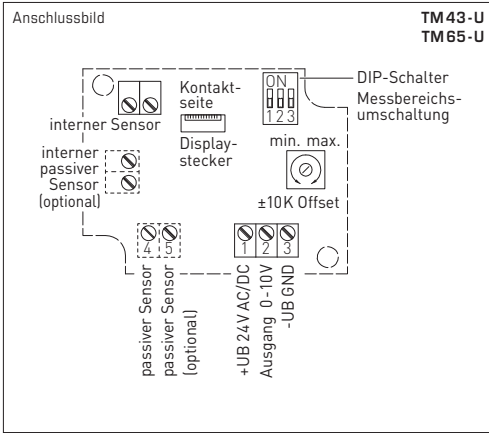 Anschlussbild
TM43-U
TM65-U
ON
1 2 3
DIP-Schalter
Messbereichs-
umschaltung
Kontakt-
seite
interner Sensor
Display-
stecker
min. max.
interner
passiver
Sensor
(optional)
±10K Offset
4
5
1
2
3
passiver Sensor
passiver Sensor
(optional)
+UB 24V AC/DC
Ausgang 0-10V
-UB GND